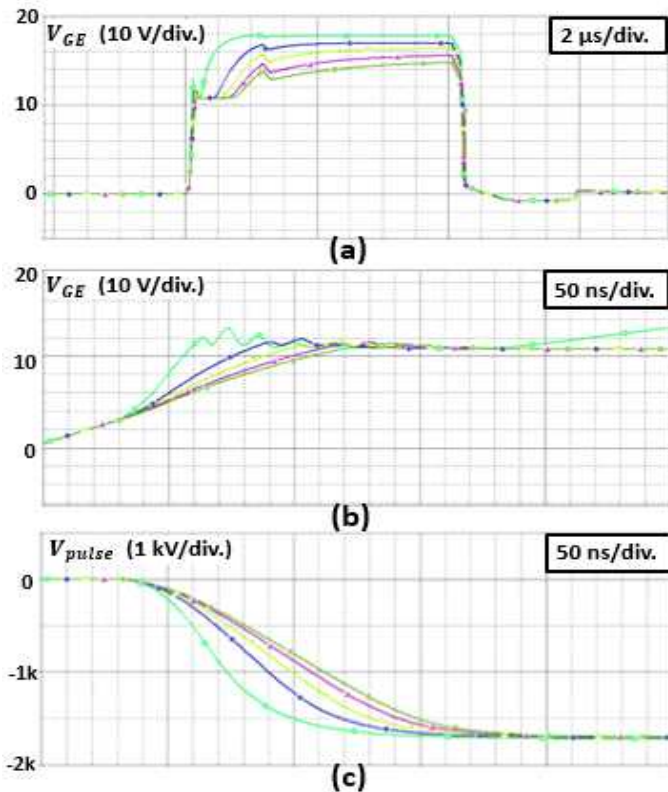 20
V_GE (10 V/div.)
2 µs/div.
10
0
(a)
20
V_GE (10 V/div.)
50 ns/div.
10
0
(b)
V_pulse (1 kV/div.)
50 ns/div.
0
-1k
-2k
(c)